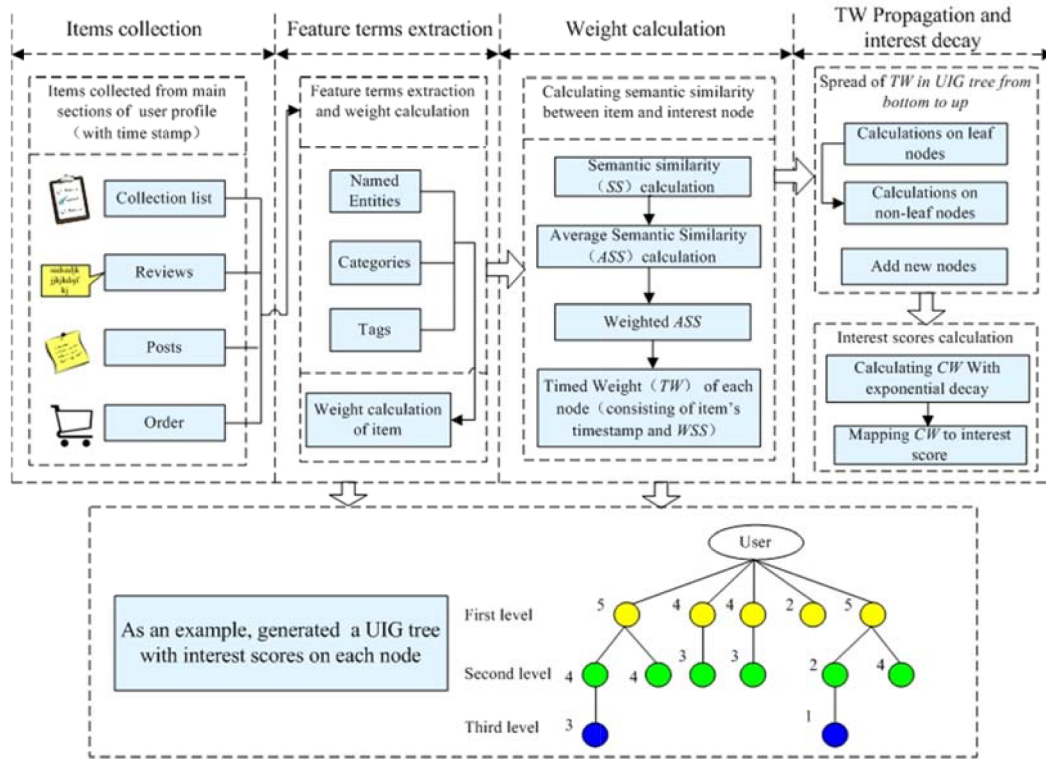 Items collection
Feature terms extraction
Weight calculation
TW Propagation and
interest decay
Items collected from main
sections of user profile
（with time stamp）
Collection list
Reviews
Posts
Order
Feature terms extraction
and weight calculation
Named
Entities
Categories
Tags
Weight calculation
of item
Calculating semantic similarity
between item and interest node
Semantic similarity
（SS）calculation
Average Semantic Similarity
（ASS）calculation
Weighted ASS
Timed Weight（TW）of each
node（consisting of item's
timestamp and WSS）
Spread of TW in UIG tree from
bottom to up
Calculations on leaf
nodes
Calculations on
non-leaf nodes
Add new nodes
Interest scores calculation
Calculating CW With
exponential decay
Mapping CW to interest
score
As an example, generated a UIG tree
with interest scores on each node
User
First level
5 4 4 2 5
Second level
4 4 3 3 2 4
Third level
3 1